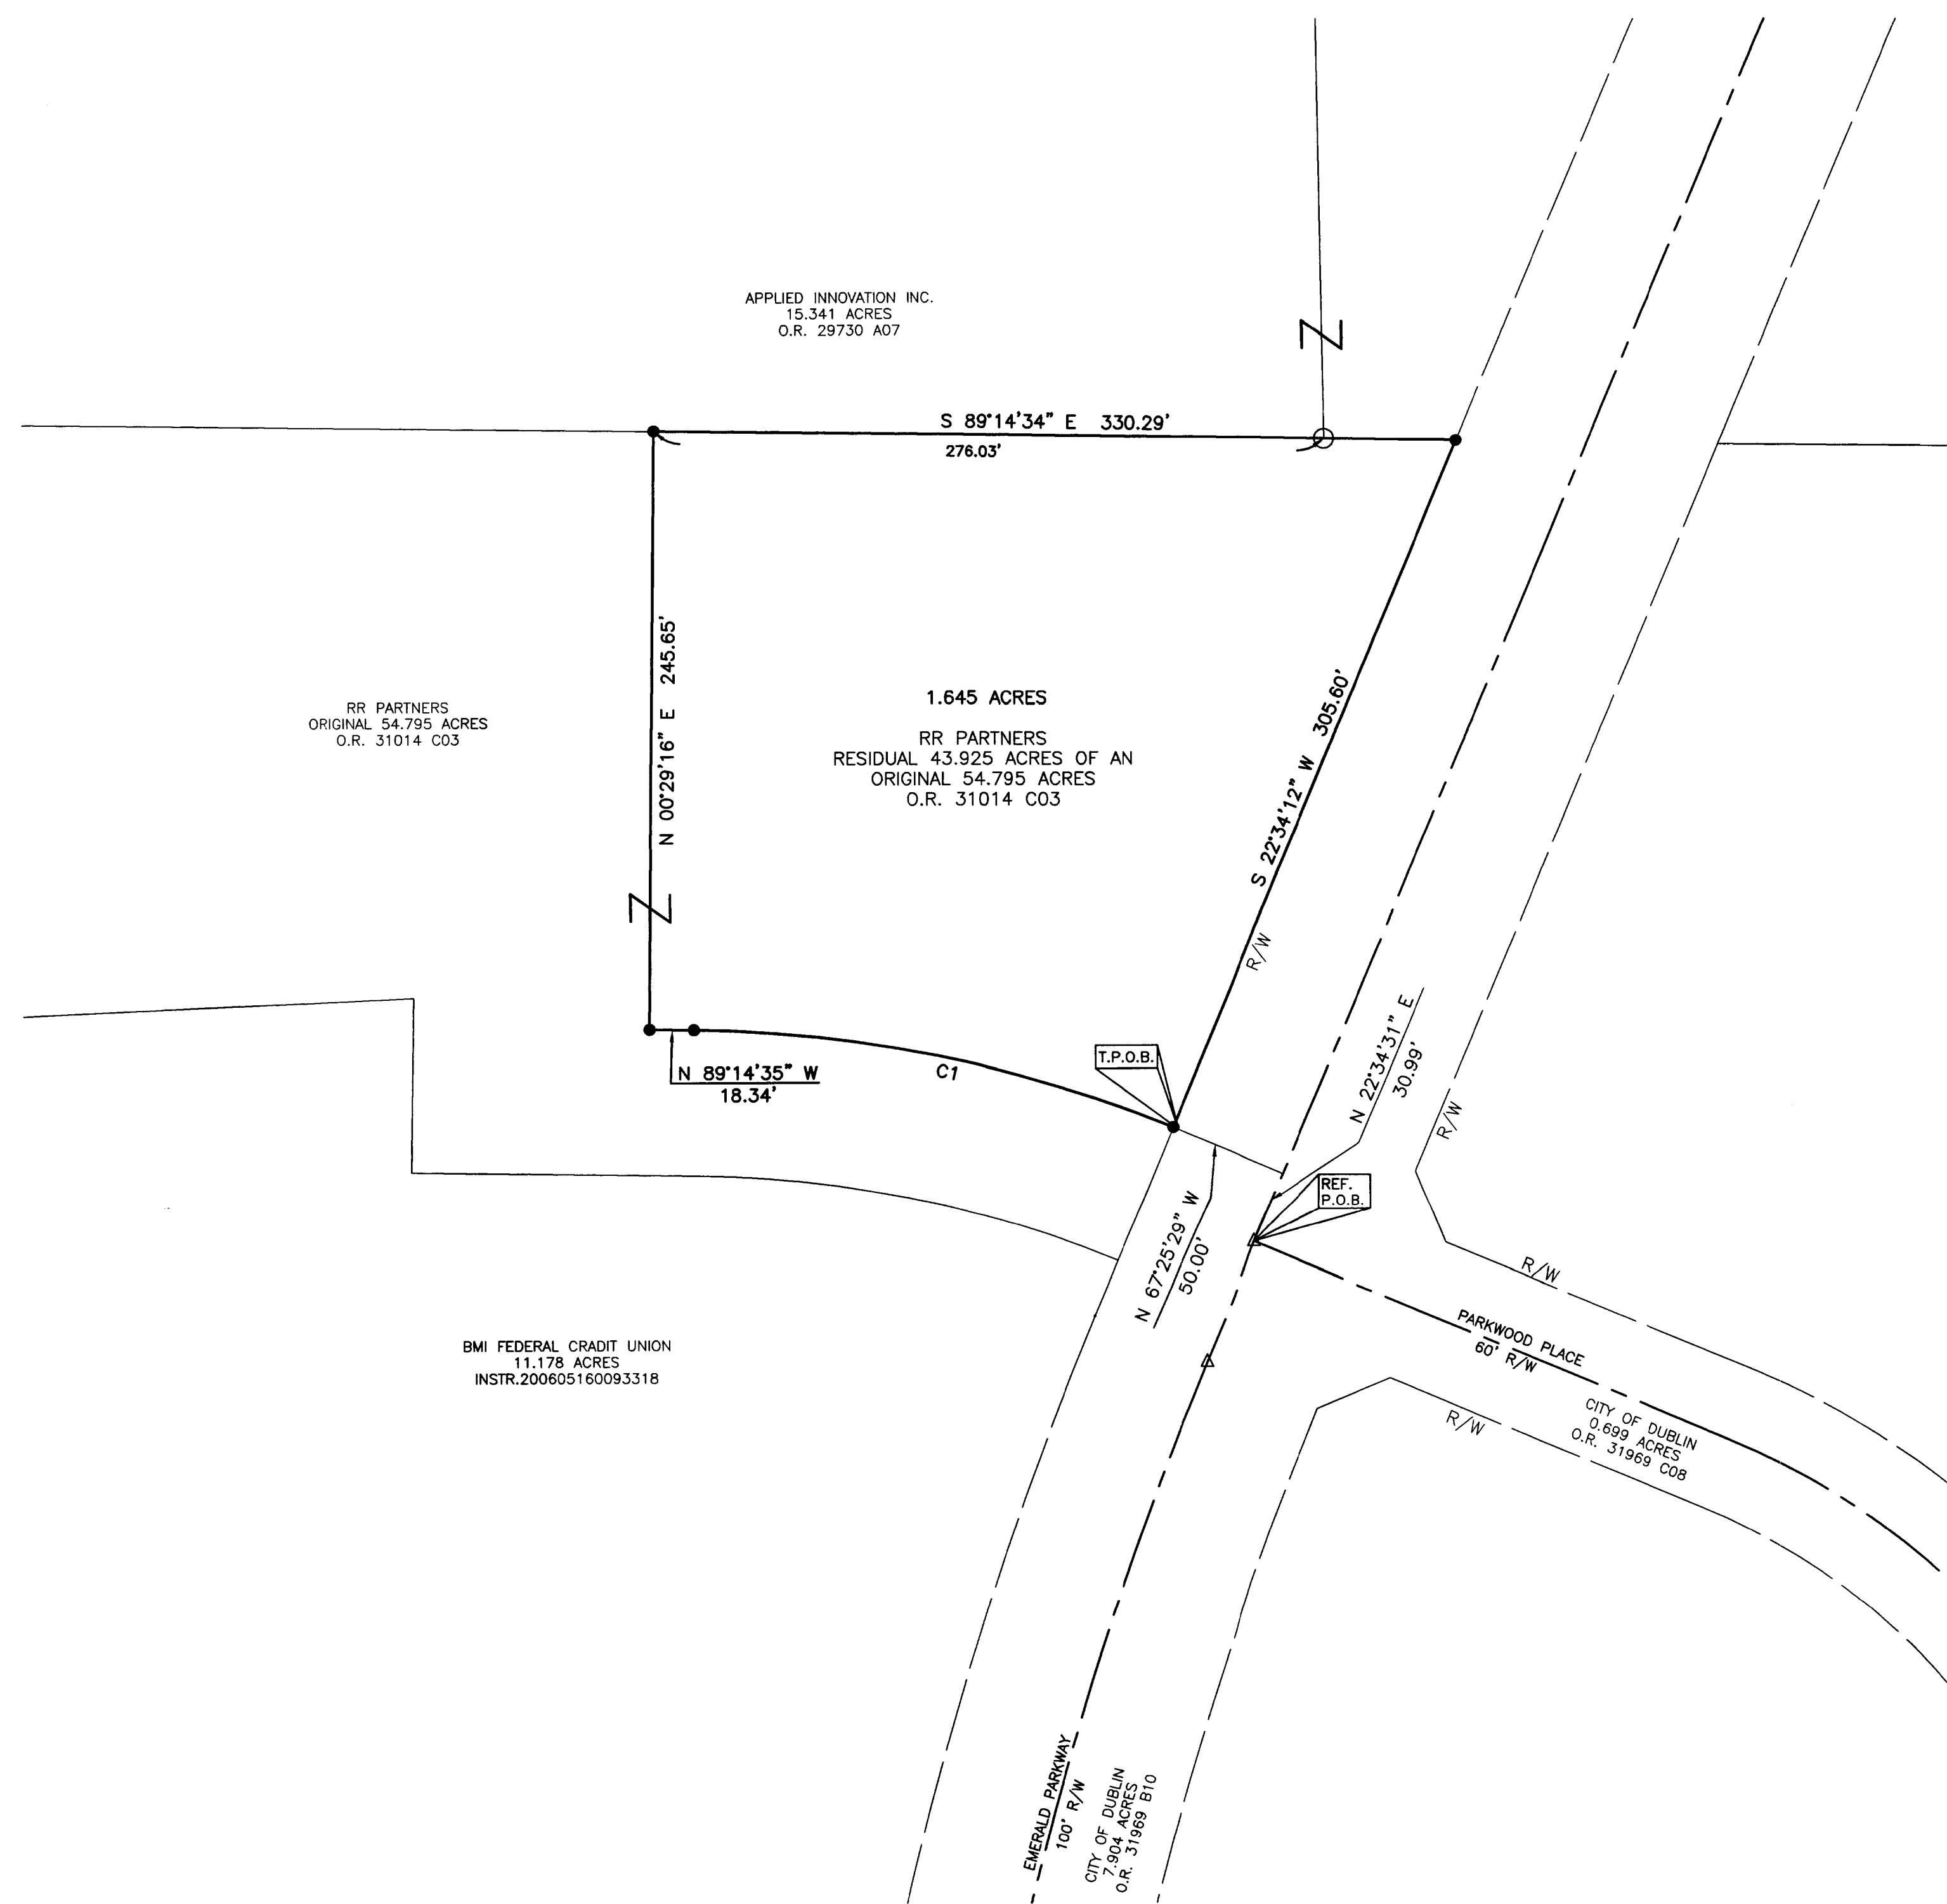 APPLIED INNOVATION INC.
15.341 ACRES
O.R. 29730 A07
S 89°14'34" E 330.29'
276.03'
N 00°29'16" E 245.65'
1.645 ACRES
RR PARTNERS
RESIDUAL 43.925 ACRES OF AN
ORIGINAL 54.795 ACRES
O.R. 31014 C03
RR PARTNERS
ORIGINAL 54.795 ACRES
O.R. 31014 C03
S 22°34'12" W 305.60'
R/W
N 22°34'31" E
30.99'
T.P.O.B.
N 89°14'35" W
18.34'
C1
R/W
REF.
P.O.B.
N 67°25'29" W
50.00'
R/W
PARKWOOD PLACE
60' R/W
BMI FEDERAL CRADIT UNION
11.178 ACRES
INSTR.200605160093318
R/W
CITY OF DUBLIN
0.699 ACRES
O.R. 31969 C08
EMERALD PARKWAY
100' R/W
CITY OF DUBLIN
7.904 ACRES
O.R. 31969 B10